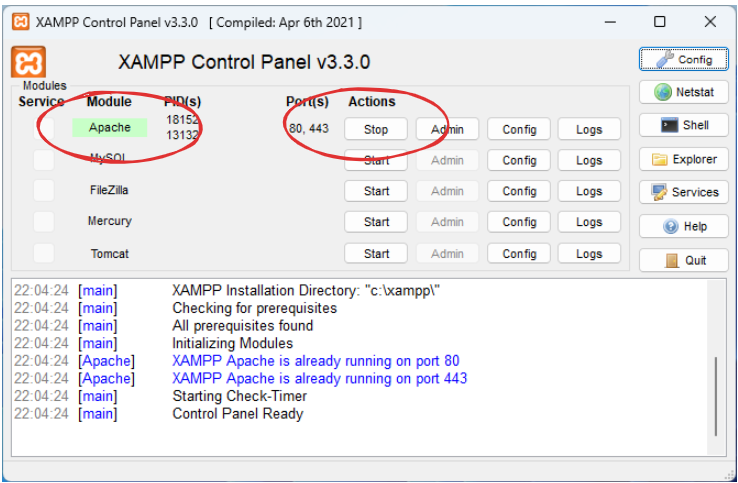 XAMPP Control Panel v3.3.0 [ Compiled: Apr 6th 2021 ]
XAMPP Control Panel v3.3.0
Config
Modules
Service Module PID(s) Port(s) Actions
Netstat
Apache 18152 13132 80, 443 Stop Admin Config Logs
Shell
MySQL Start Admin Config Logs
Explorer
FileZilla Start Admin Config Logs
Services
Mercury Start Admin Config Logs
Help
Tomcat Start Admin Config Logs
Quit
22:04:24 [main] XAMPP Installation Directory: "c:\xampp\"
22:04:24 [main] Checking for prerequisites
22:04:24 [main] All prerequisites found
22:04:24 [main] Initializing Modules
22:04:24 [Apache] XAMPP Apache is already running on port 80
22:04:24 [Apache] XAMPP Apache is already running on port 443
22:04:24 [main] Starting Check-Timer
22:04:24 [main] Control Panel Ready